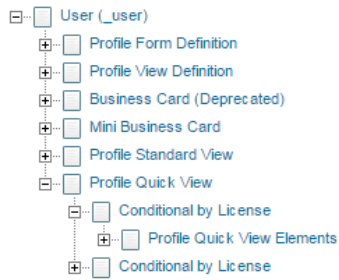 User (_user)
Profile Form Definition
Profile View Definition
Business Card (Deprecated)
Mini Business Card
Profile Standard View
Profile Quick View
Conditional by License
Profile Quick View Elements
Conditional by License